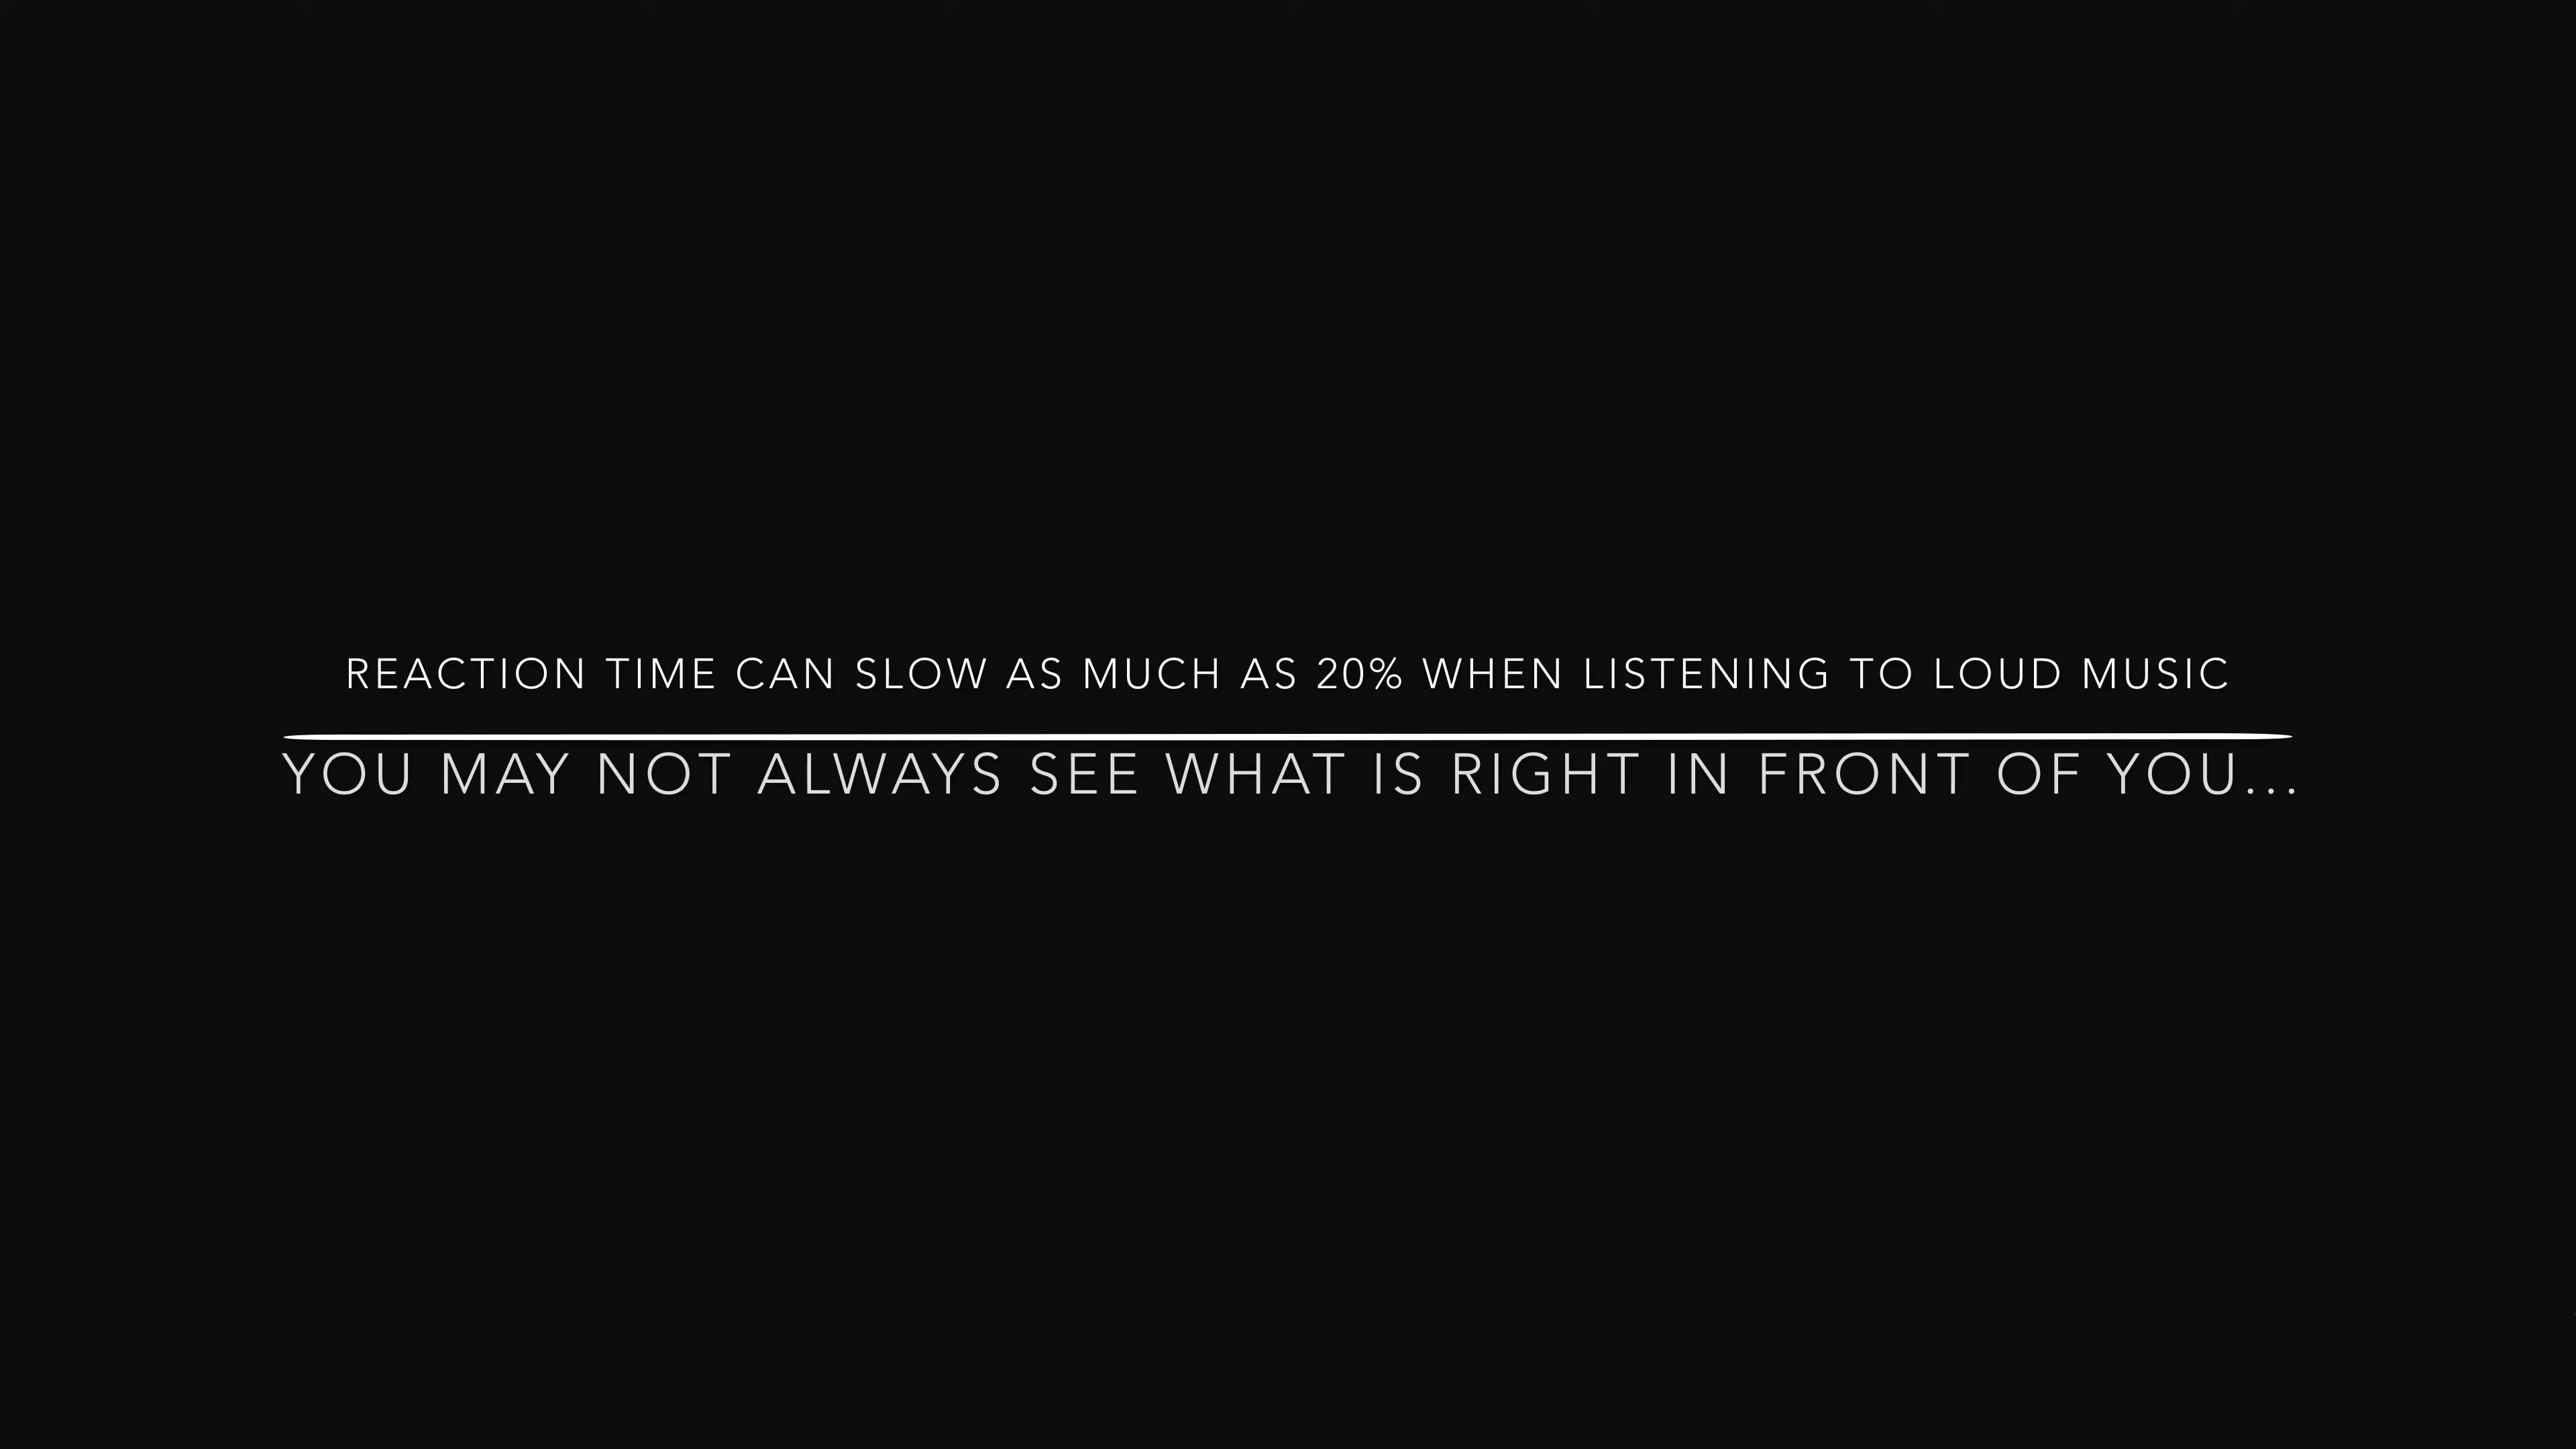 REACTION TIME CAN SLOW AS MUCH AS 20% WHEN LISTENING TO LOUD MUSIC
YOU MAY NOT ALWAYS SEE WHAT IS RIGHT IN FRONT OF YOU...